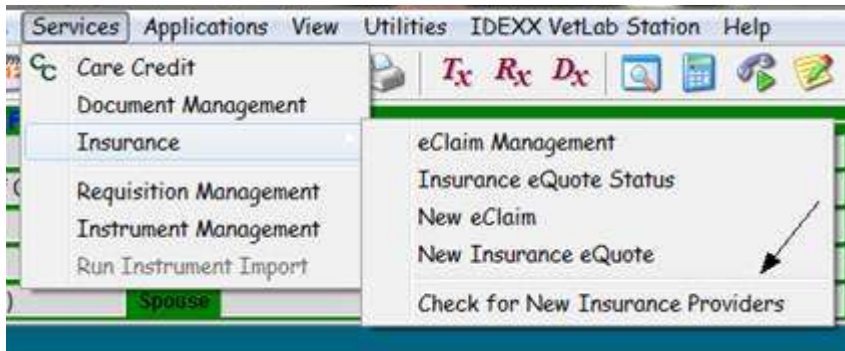 Services Applications View Utilities IDEXX VetLab Station Help
CC Care Credit
Tx Rx Dx
Document Management
Insurance
Requisition Management
Instrument Management
Run Instrument Import
eClaim Management
Insurance eQuote Status
New eClaim
New Insurance eQuote
Check for New Insurance Providers
Spouse